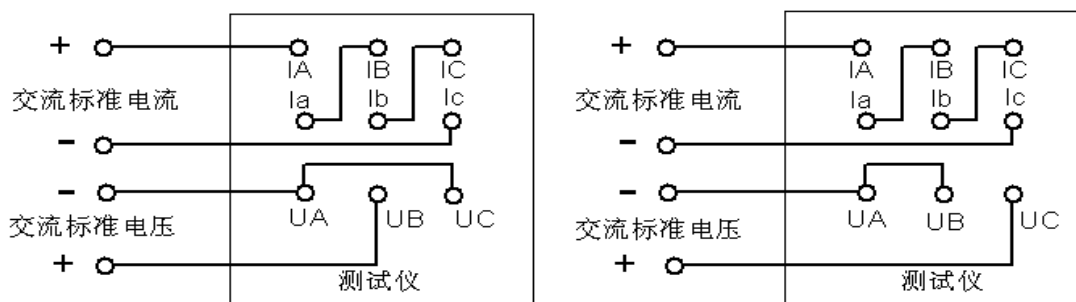 + IA IB IC
Ia Ib Ic
交流标准电流
-
-
UA UB UC
交流标准电压
+
测试仪
+ IA IB IC
Ia Ib Ic
交流标准电流
-
-
UA UB UC
交流标准电压
+
测试仪